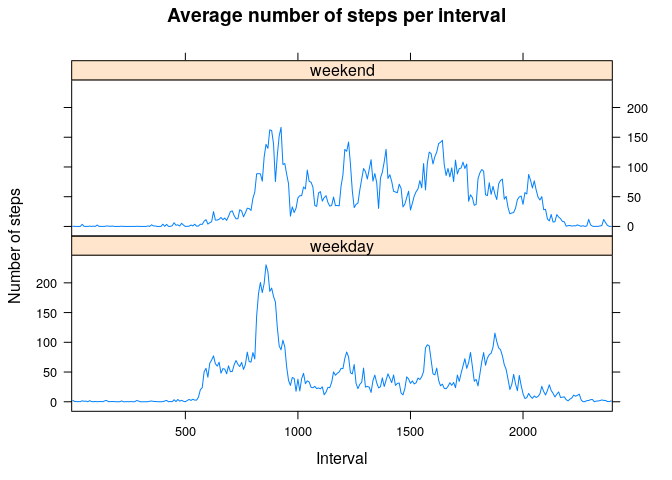 Average number of steps per interval
weekend
200
150
100
50
0
weekday
200
150
100
50
0
500 1000 1500 2000
Number of steps
Interval